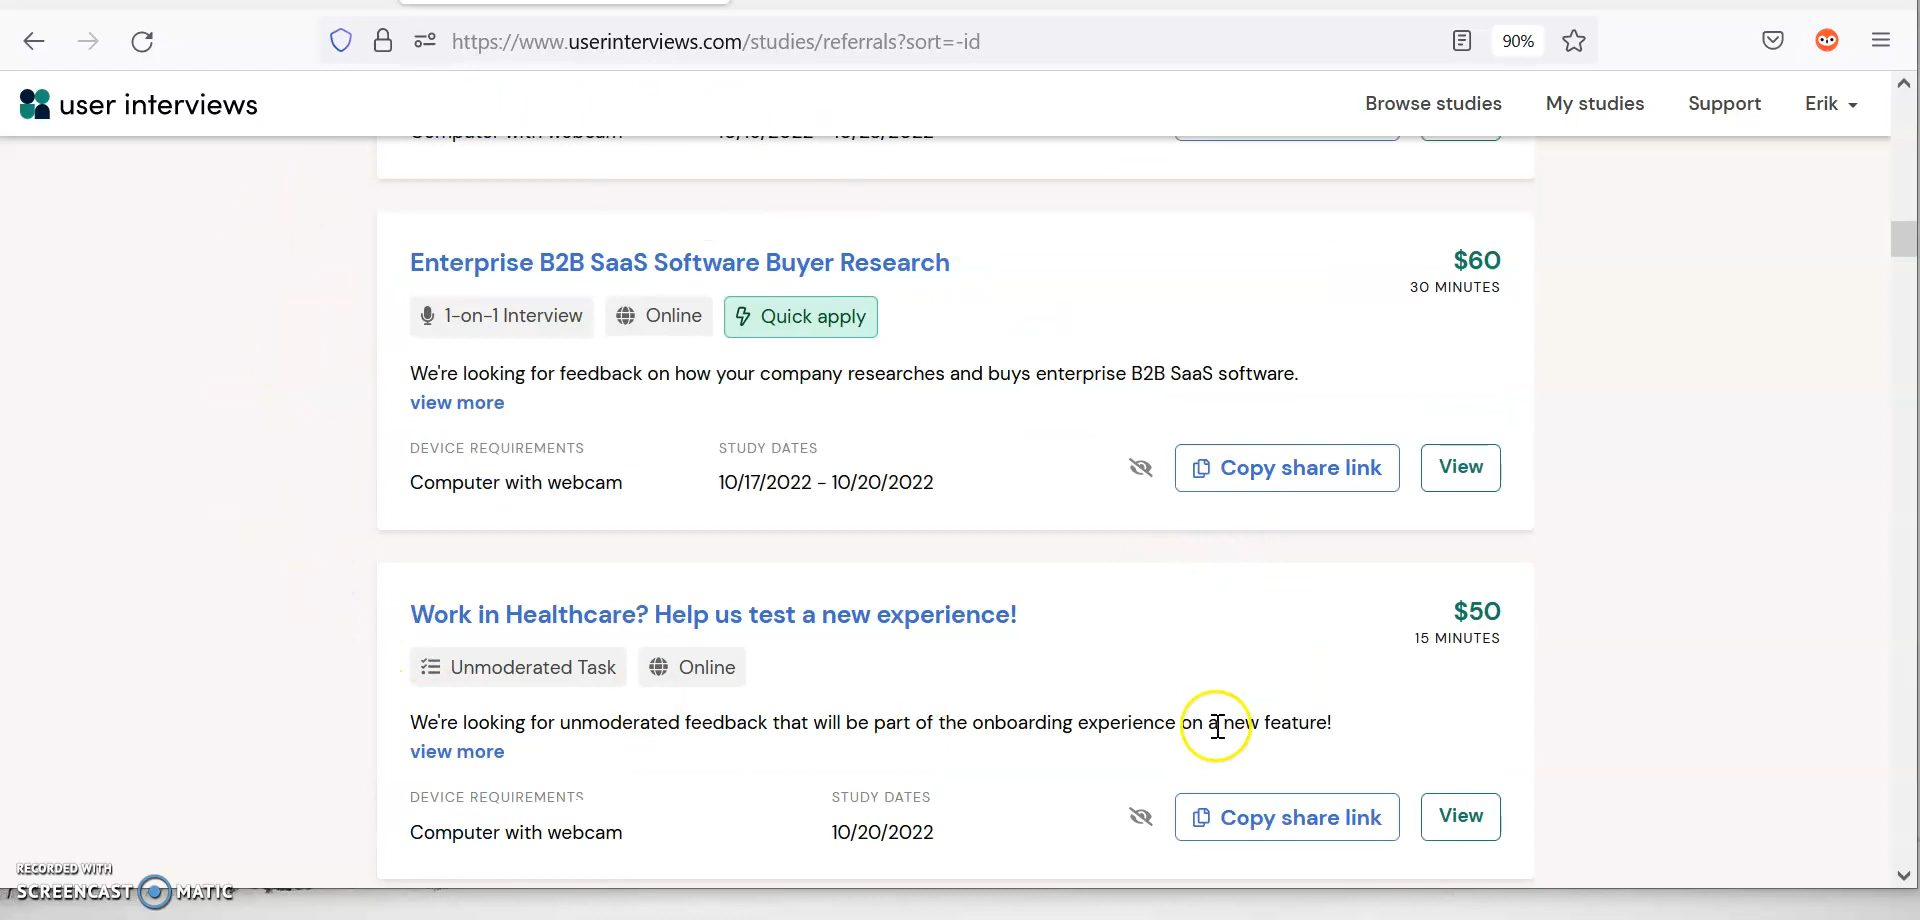 https://www.userinterviews.com/studies/referrals?sort=-id
90%
user interviews
Browse studies
My studies
Support
Erik
Computer with webcam
Enterprise B2B SaaS Software Buyer Research
$60
30 MINUTES
1-on-1 Interview
Online
Quick apply
We're looking for feedback on how your company researches and buys enterprise B2B SaaS software.
view more
DEVICE REQUIREMENTS
STUDY DATES
Computer with webcam
10/17/2022 - 10/20/2022
Copy share link
View
Work in Healthcare? Help us test a new experience!
$50
15 MINUTES
Unmoderated Task
Online
We're looking for unmoderated feedback that will be part of the onboarding experience on a new feature!
view more
DEVICE REQUIREMENTS
STUDY DATES
Computer with webcam
10/20/2022
Copy share link
View
RECORDED WITH
SCREENCAST MATIC